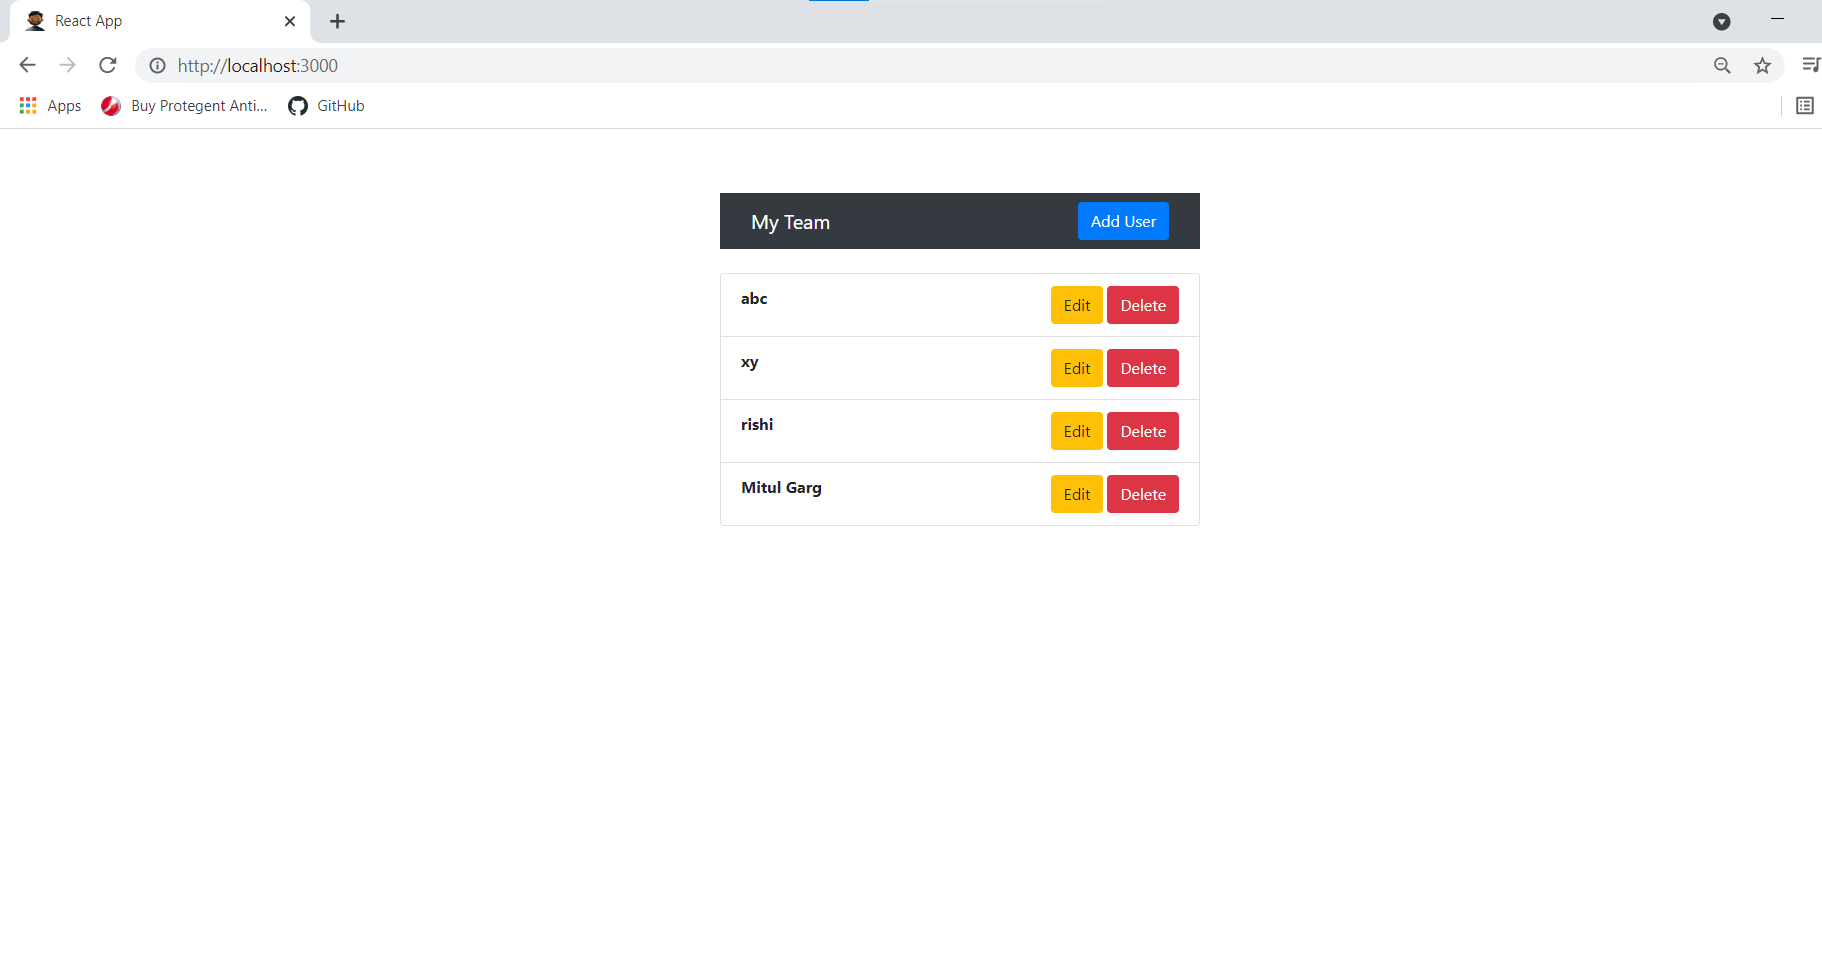 React App
http://localhost:3000
Apps Buy Protegent Anti... GitHub
My Team Add User
abc Edit Delete
xy Edit Delete
rishi Edit Delete
Mitul Garg Edit Delete